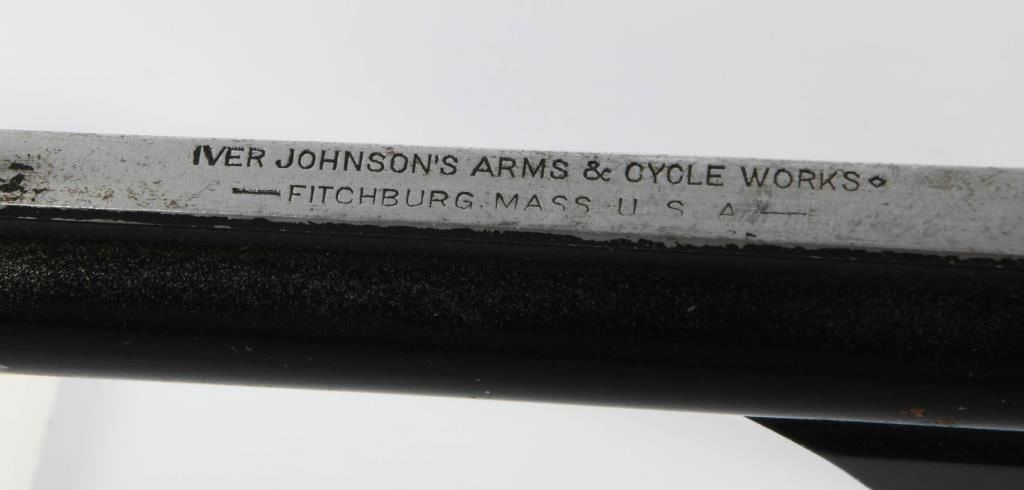 IVER JOHNSON'S ARMS & CYCLE WORKS
FITCHBURG. MASS. U. S. A.